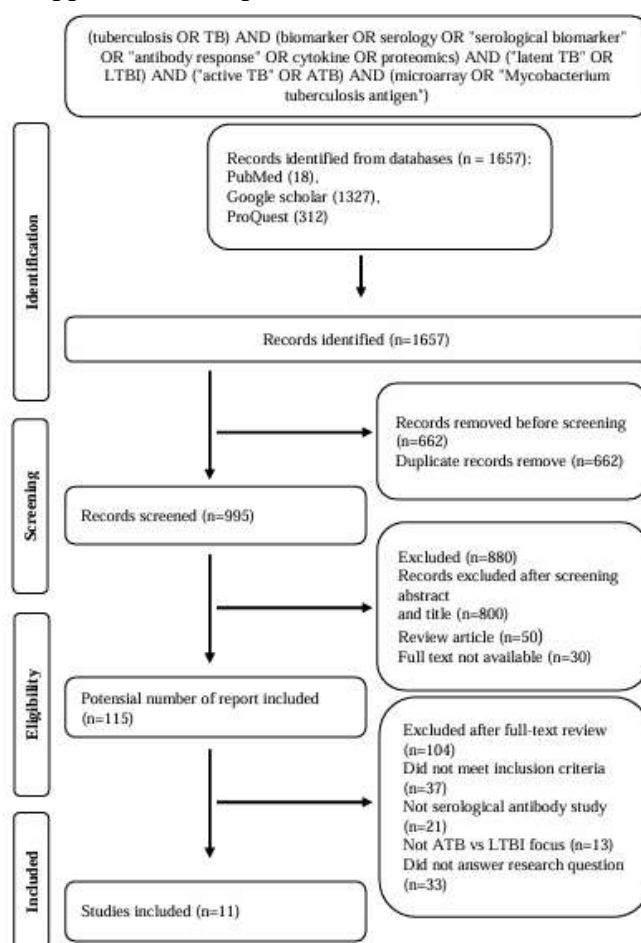 (tuberculosis OR TB) AND (biomarker OR serology OR "serological biomarker"
OR "antibody response" OR cytokine OR proteomics) AND ("latent TB" OR
LTBI) AND ("active TB" OR ATB) AND (microarray OR "Mycobacterium
tuberculosis antigen")
Identification
Records identified from databases (n = 1657):
PubMed (18),
Google scholar (1327),
ProQuest (312)
Records identified (n=1657)
Records removed before screening
(n=662)
Duplicate records remove (n=662)
Screening
Records screened (n=995)
Excluded (n=880)
Records excluded after screening
abstract
and title (n=800)
Review article (n=50)
Full text not available (n=30)
Eligibility
Potensial number of report included
(n=115)
Excluded after full-text review
(n=104)
Did not meet inclusion criteria
(n=37)
Not serological antibody study
(n=21)
Not ATB vs LTBI focus (n=13)
Did not answer research question
(n=33)
Included
Studies included (n=11)